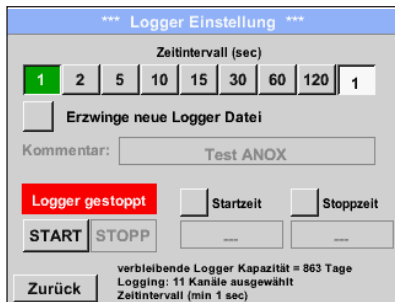 *** Logger Einstellung ***
Zeitintervall (sec)
1 2 5 10 15 30 60 120 1
Erzwinge neue Logger Datei
Kommentar: Test ANOX
Logger gestoppt Startzeit Stoppzeit
START STOPP --- ---
Zurück
verbleibende Logger Kapazität = 863 Tage
Logging: 11 Kanäle ausgewählt
Zeitintervall (min 1 sec)